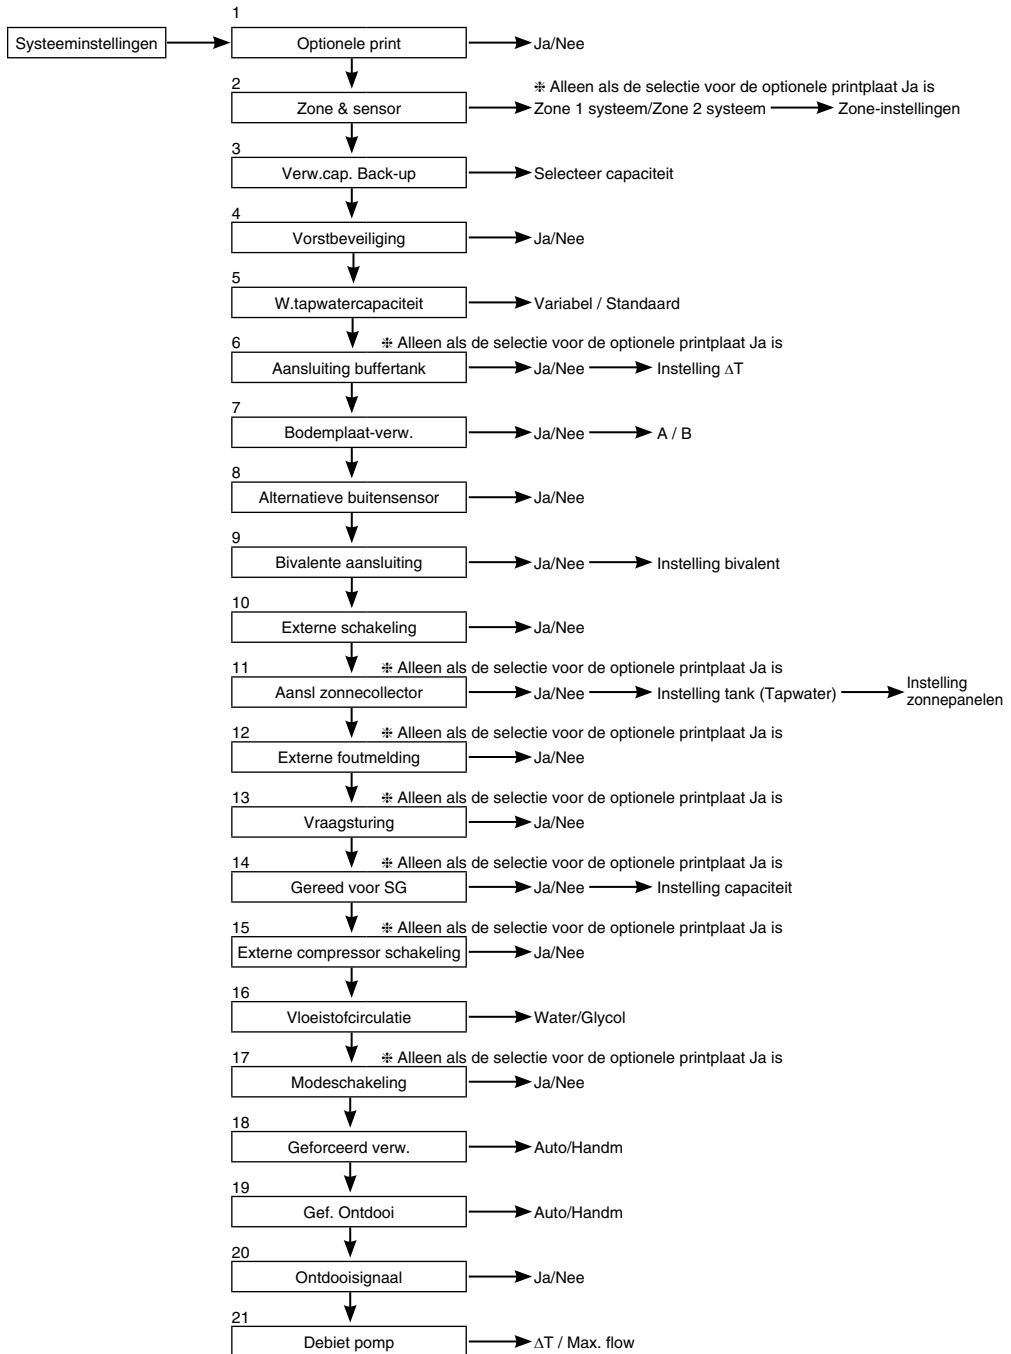 1
Systeeminstellingen
Optionele print
Ja/Nee
2
⁜ Alleen als de selectie voor de optionele printplaat Ja is
Zone & sensor
Zone 1 systeem/Zone 2 systeem
Zone-instellingen
3
Verw.cap. Back-up
Selecteer capaciteit
4
Vorstbeveiliging
Ja/Nee
5
W.tapwatercapaciteit
Variabel / Standaard
6
⁜ Alleen als de selectie voor de optionele printplaat Ja is
Aansluiting buffertank
Ja/Nee
Instelling ΔT
7
Bodemplaat-verw.
Ja/Nee
A / B
8
Alternatieve buitensensor
Ja/Nee
9
Bivalente aansluiting
Ja/Nee
Instelling bivalent
10
Externe schakeling
Ja/Nee
11
⁜ Alleen als de selectie voor de optionele printplaat Ja is
Aansl zonnecollector
Ja/Nee
Instelling tank (Tapwater)
Instelling
zonnepanelen
12
⁜ Alleen als de selectie voor de optionele printplaat Ja is
Externe foutmelding
Ja/Nee
13
⁜ Alleen als de selectie voor de optionele printplaat Ja is
Vraagsturing
Ja/Nee
14
⁜ Alleen als de selectie voor de optionele printplaat Ja is
Gereed voor SG
Ja/Nee
Instelling capaciteit
15
⁜ Alleen als de selectie voor de optionele printplaat Ja is
Externe compressor schakeling
Ja/Nee
16
Vloeistofcirculatie
Water/Glycol
17
⁜ Alleen als de selectie voor de optionele printplaat Ja is
Modeschakeling
Ja/Nee
18
Geforceerd verw.
Auto/Handm
19
Gef. Ontdooi
Auto/Handm
20
Ontdooisignaal
Ja/Nee
21
Debiet pomp
ΔT / Max. flow